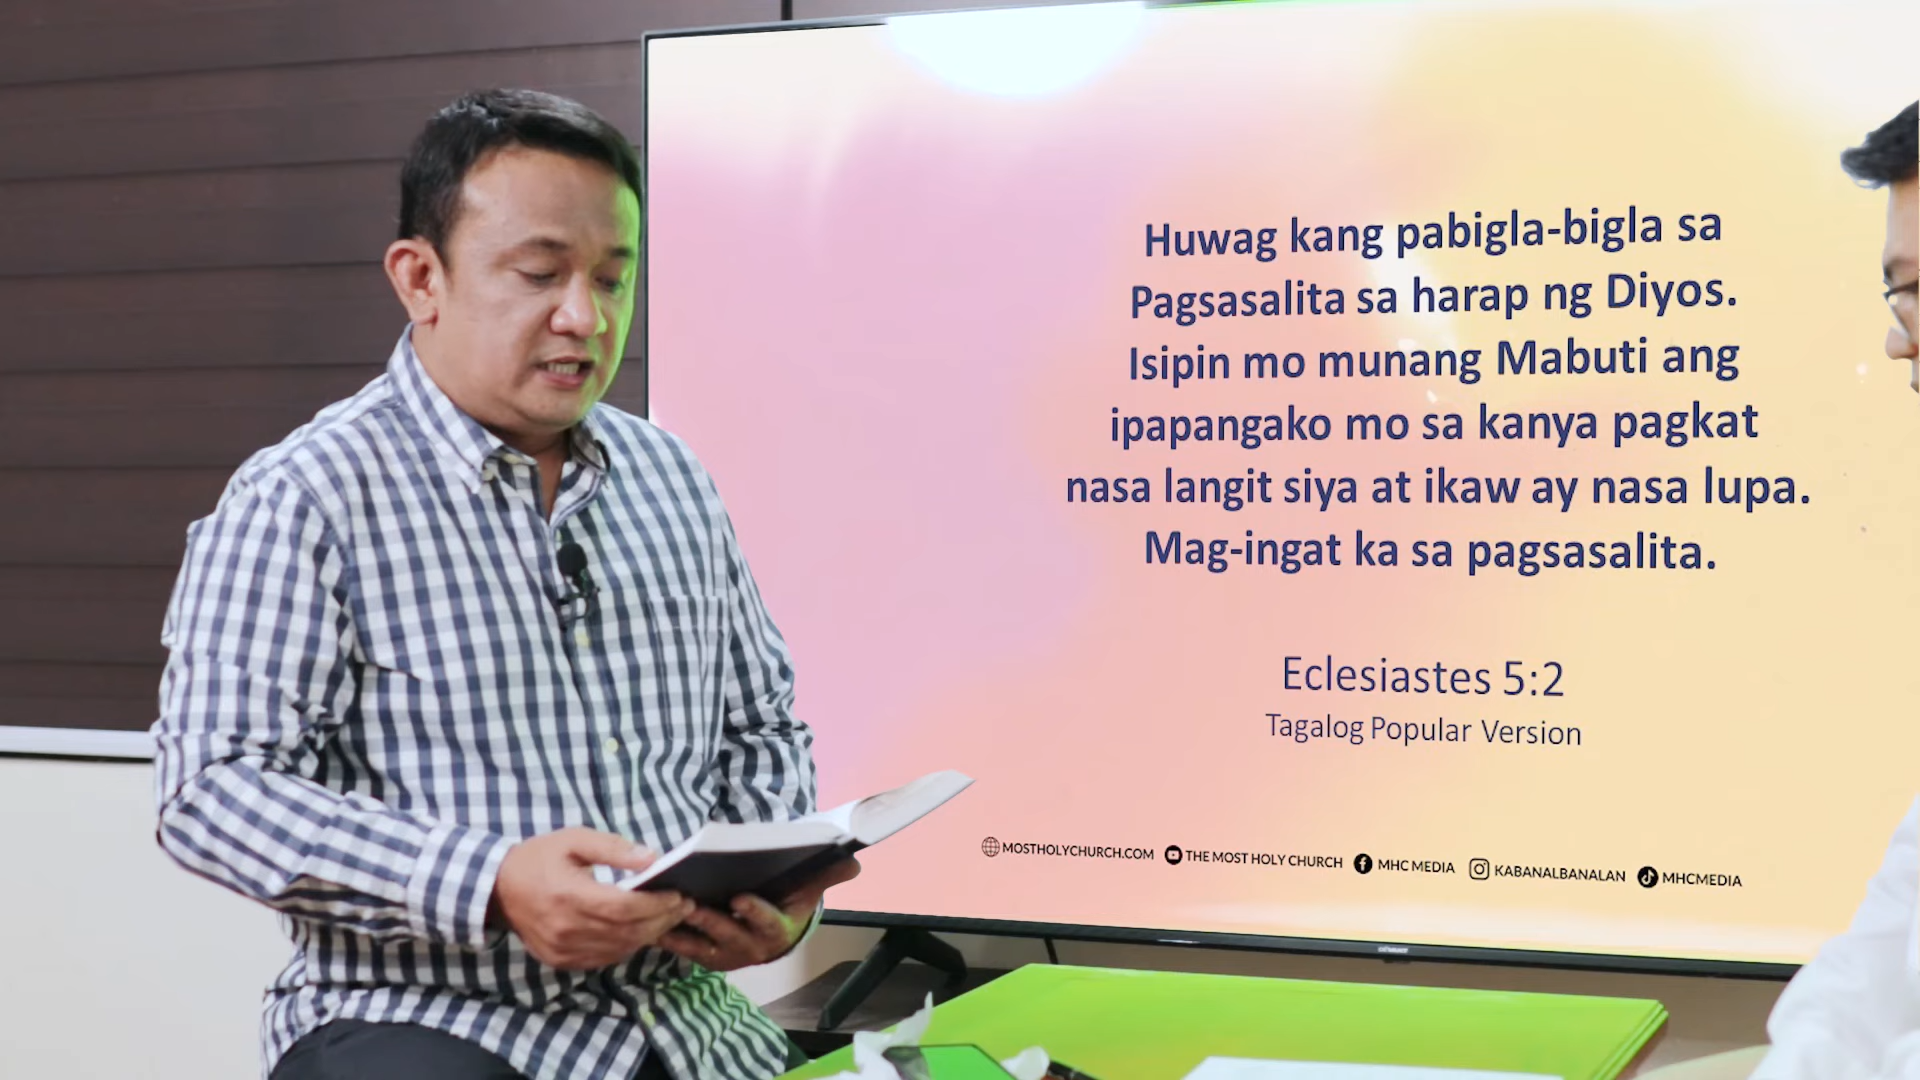 Huwag kang pabigla-bigla sa
Pagsasalita sa harap ng Diyos.
Isipin mo munang Mabuti ang
ipapangako mo sa kanya pagkat
nasa langit siya at ikaw ay nasa lupa.
Mag-ingat ka sa pagsasalita.
Eclesiastes 5:2
Tagalog Popular Version
MOSTHOLYCHURCH.COM THE MOST HOLY CHURCH MHC MEDIA KABANALBANALAN MHCMEDIA